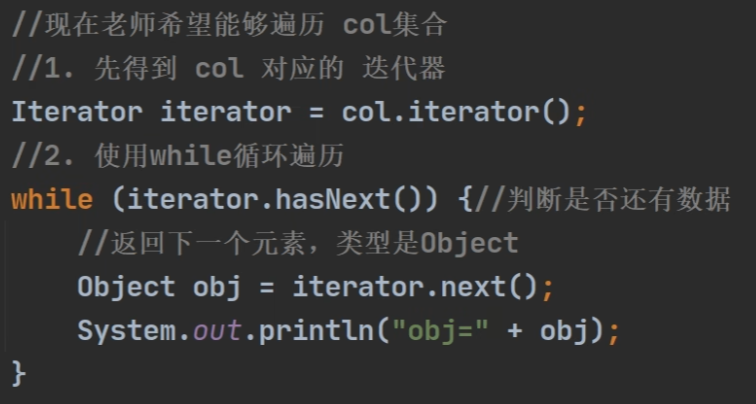 //现在老师希望能够遍历 col集合
//1. 先得到 col 对应的 迭代器
Iterator iterator = col.iterator();
//2. 使用while循环遍历
while (iterator.hasNext()) {//判断是否还有数据
    //返回下一个元素，类型是Object
    Object obj = iterator.next();
    System.out.println("obj=" + obj);
}